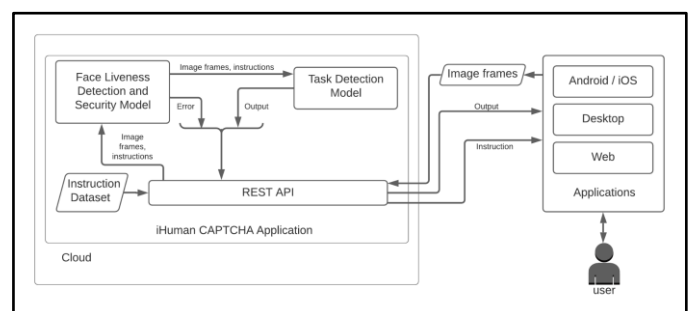 Face Liveness
Detection and
Security Model
Image frames, instructions
Task Detection
Model
Error
Output
Image
frames,
instructions
Instruction
Dataset
REST API
iHuman CAPTCHA Application
Cloud
Image frames
Output
Instruction
Android / iOS
Desktop
Web
Applications
user